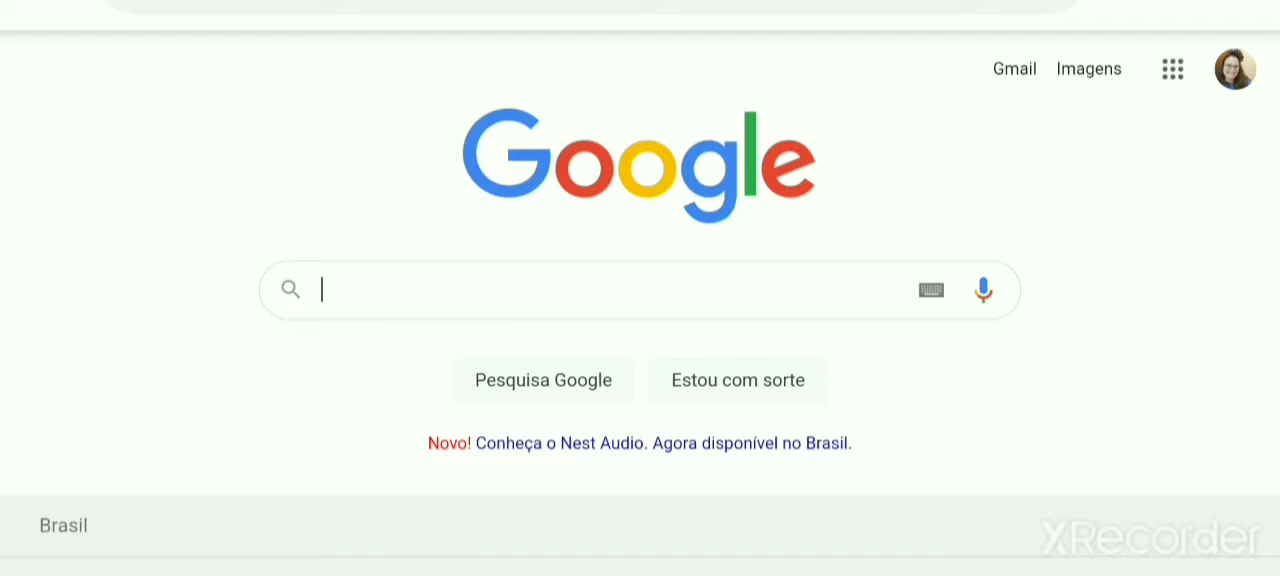 Gmail Imagens
Google
Pesquisa Google Estou com sorte
Novo! Conheça o Nest Audio. Agora disponível no Brasil.
Brasil
XRecorder